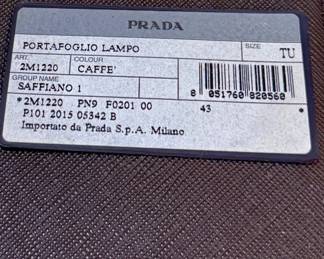 PRADA
PORTAFOGLIO LAMPO
SIZE
TU
ART.
COLOUR
2M1220
CAFFE'
GROUP NAME
SAFFIANO 1
8 051760 820560
*2M1220 PN9 F0201 00 43 *
P101 2015 05342 B
Importato da Prada S.p.A. Milano